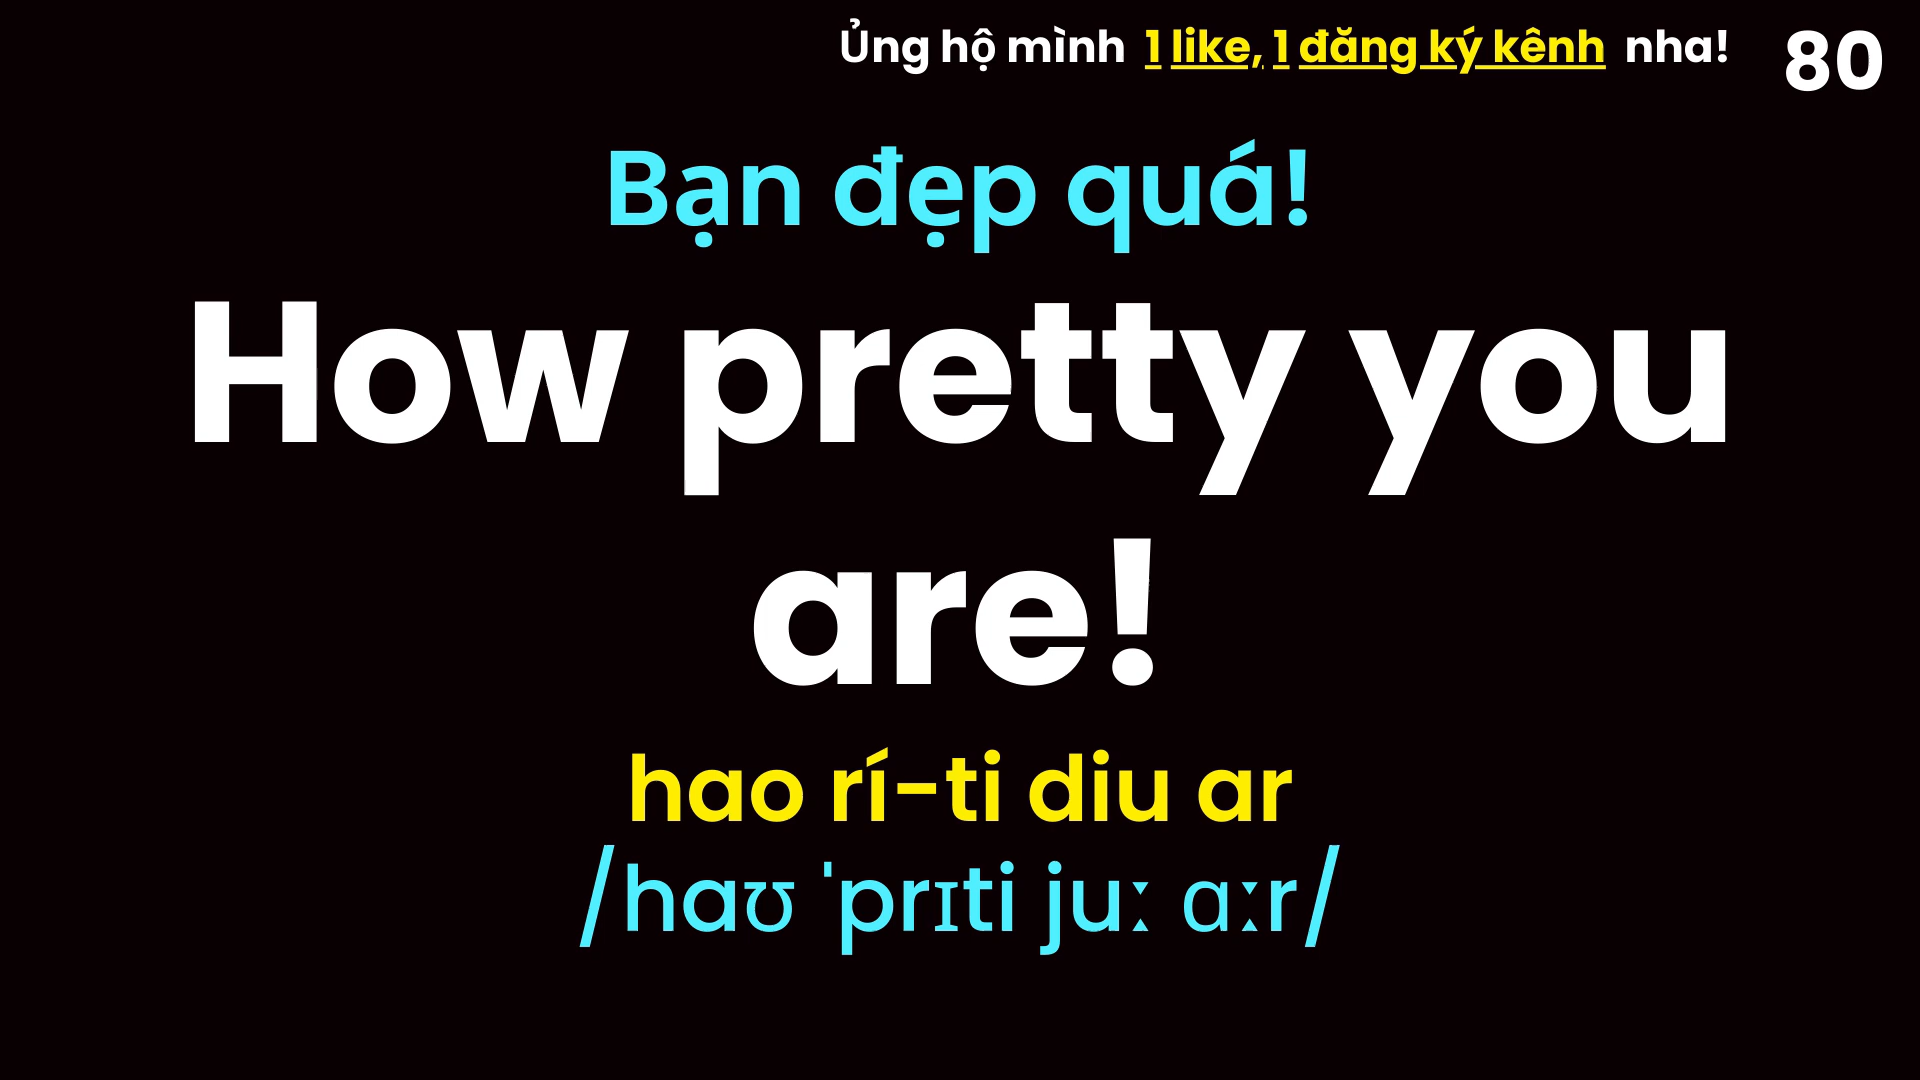 Ủng hộ mình 1 like, 1 đăng ký kênh nha!
80
Bạn đẹp quá!
How pretty you
are!
hao rí-ti diu ar
/haʊ ˈprɪti juː ɑːr/